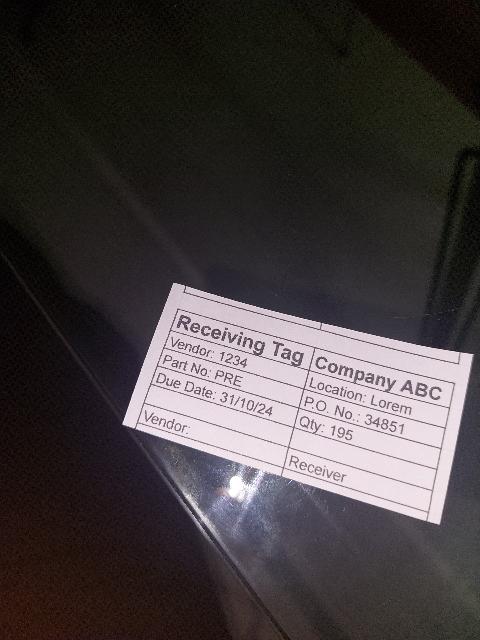 Receiving Tag Company ABC
Vendor: 1234 Location: Lorem
Part No: PRE P.O. No.: 34851
Due Date: 31/10/24 Qty: 195
Vendor: Receiver